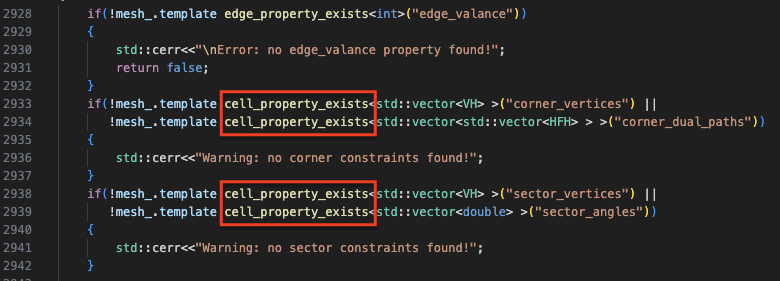 2928 if(!mesh_.template edge_property_exists<int>("edge_valance"))
2929 {
2930 std::cerr<<"\nError: no edge_valance property found!";
2931 return false;
2932 }
2933 if(!mesh_.template cell_property_exists<std::vector<VH> >("corner_vertices") ||
2934 !mesh_.template cell_property_exists<std::vector<std::vector<HFH> > >("corner_dual_paths"))
2935 {
2936 std::cerr<<"Warning: no corner constraints found!";
2937 }
2938 if(!mesh_.template cell_property_exists<std::vector<VH> >("sector_vertices") ||
2939 !mesh_.template cell_property_exists<std::vector<double> >("sector_angles"))
2940 {
2941 std::cerr<<"Warning: no sector constraints found!";
2942 }